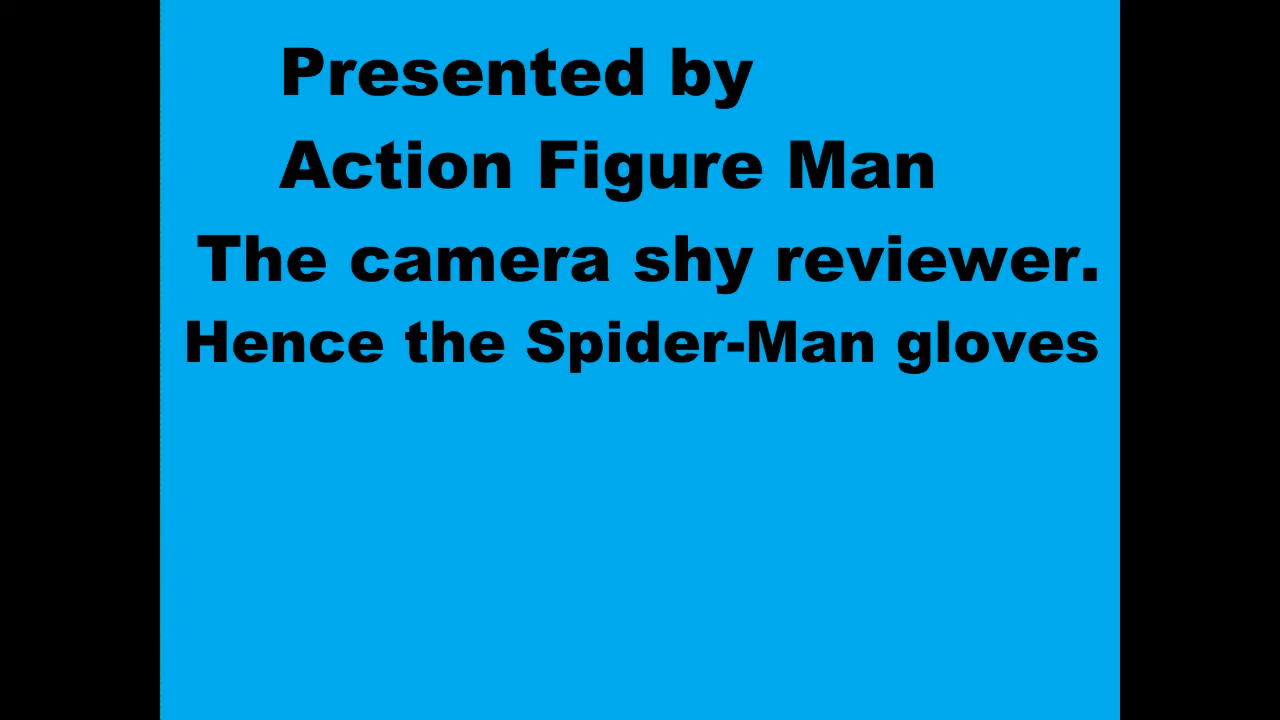 Presented by
Action Figure Man
The camera shy reviewer.
Hence the Spider-Man gloves